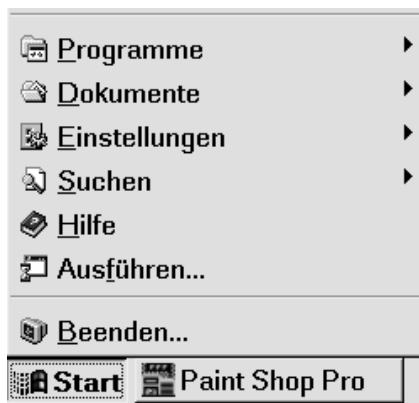 Programme
Dokumente
Einstellungen
Suchen
Hilfe
Ausführen...
Beenden...
Start Paint Shop Pro